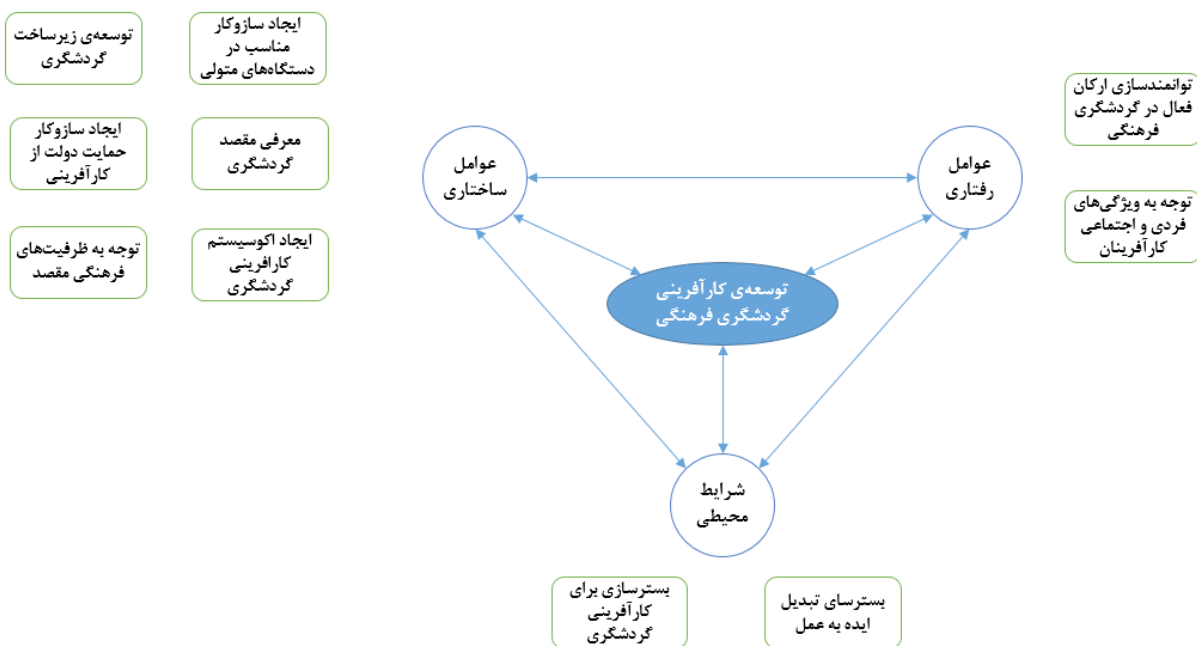 ایجاد سازوکار
مناسب در
دستگاه‌های متولی
توسعه‌ی زیرساخت
گردشگری
توانمندسازی ارکان
فعال در گردشگری
فرهنگی
معرفی مقصد
گردشگری
ایجاد سازوکار
حمایت دولت از
کارآفرینی
عوامل
رفتاری
عوامل
ساختاری
توجه به ویژگی‌های
فردی و اجتماعی
کارآفرینان
ایجاد اکوسیستم
کارافرینی
گردشگری
توجه به ظرفیت‌های
فرهنگی مقصد
توسعه‌ی کارآفرینی
گردشگری فرهنگی
شرایط
محیطی
بسترسای تبدیل
ایده به عمل
بسترسازی برای
کارآفرینی
گردشگری